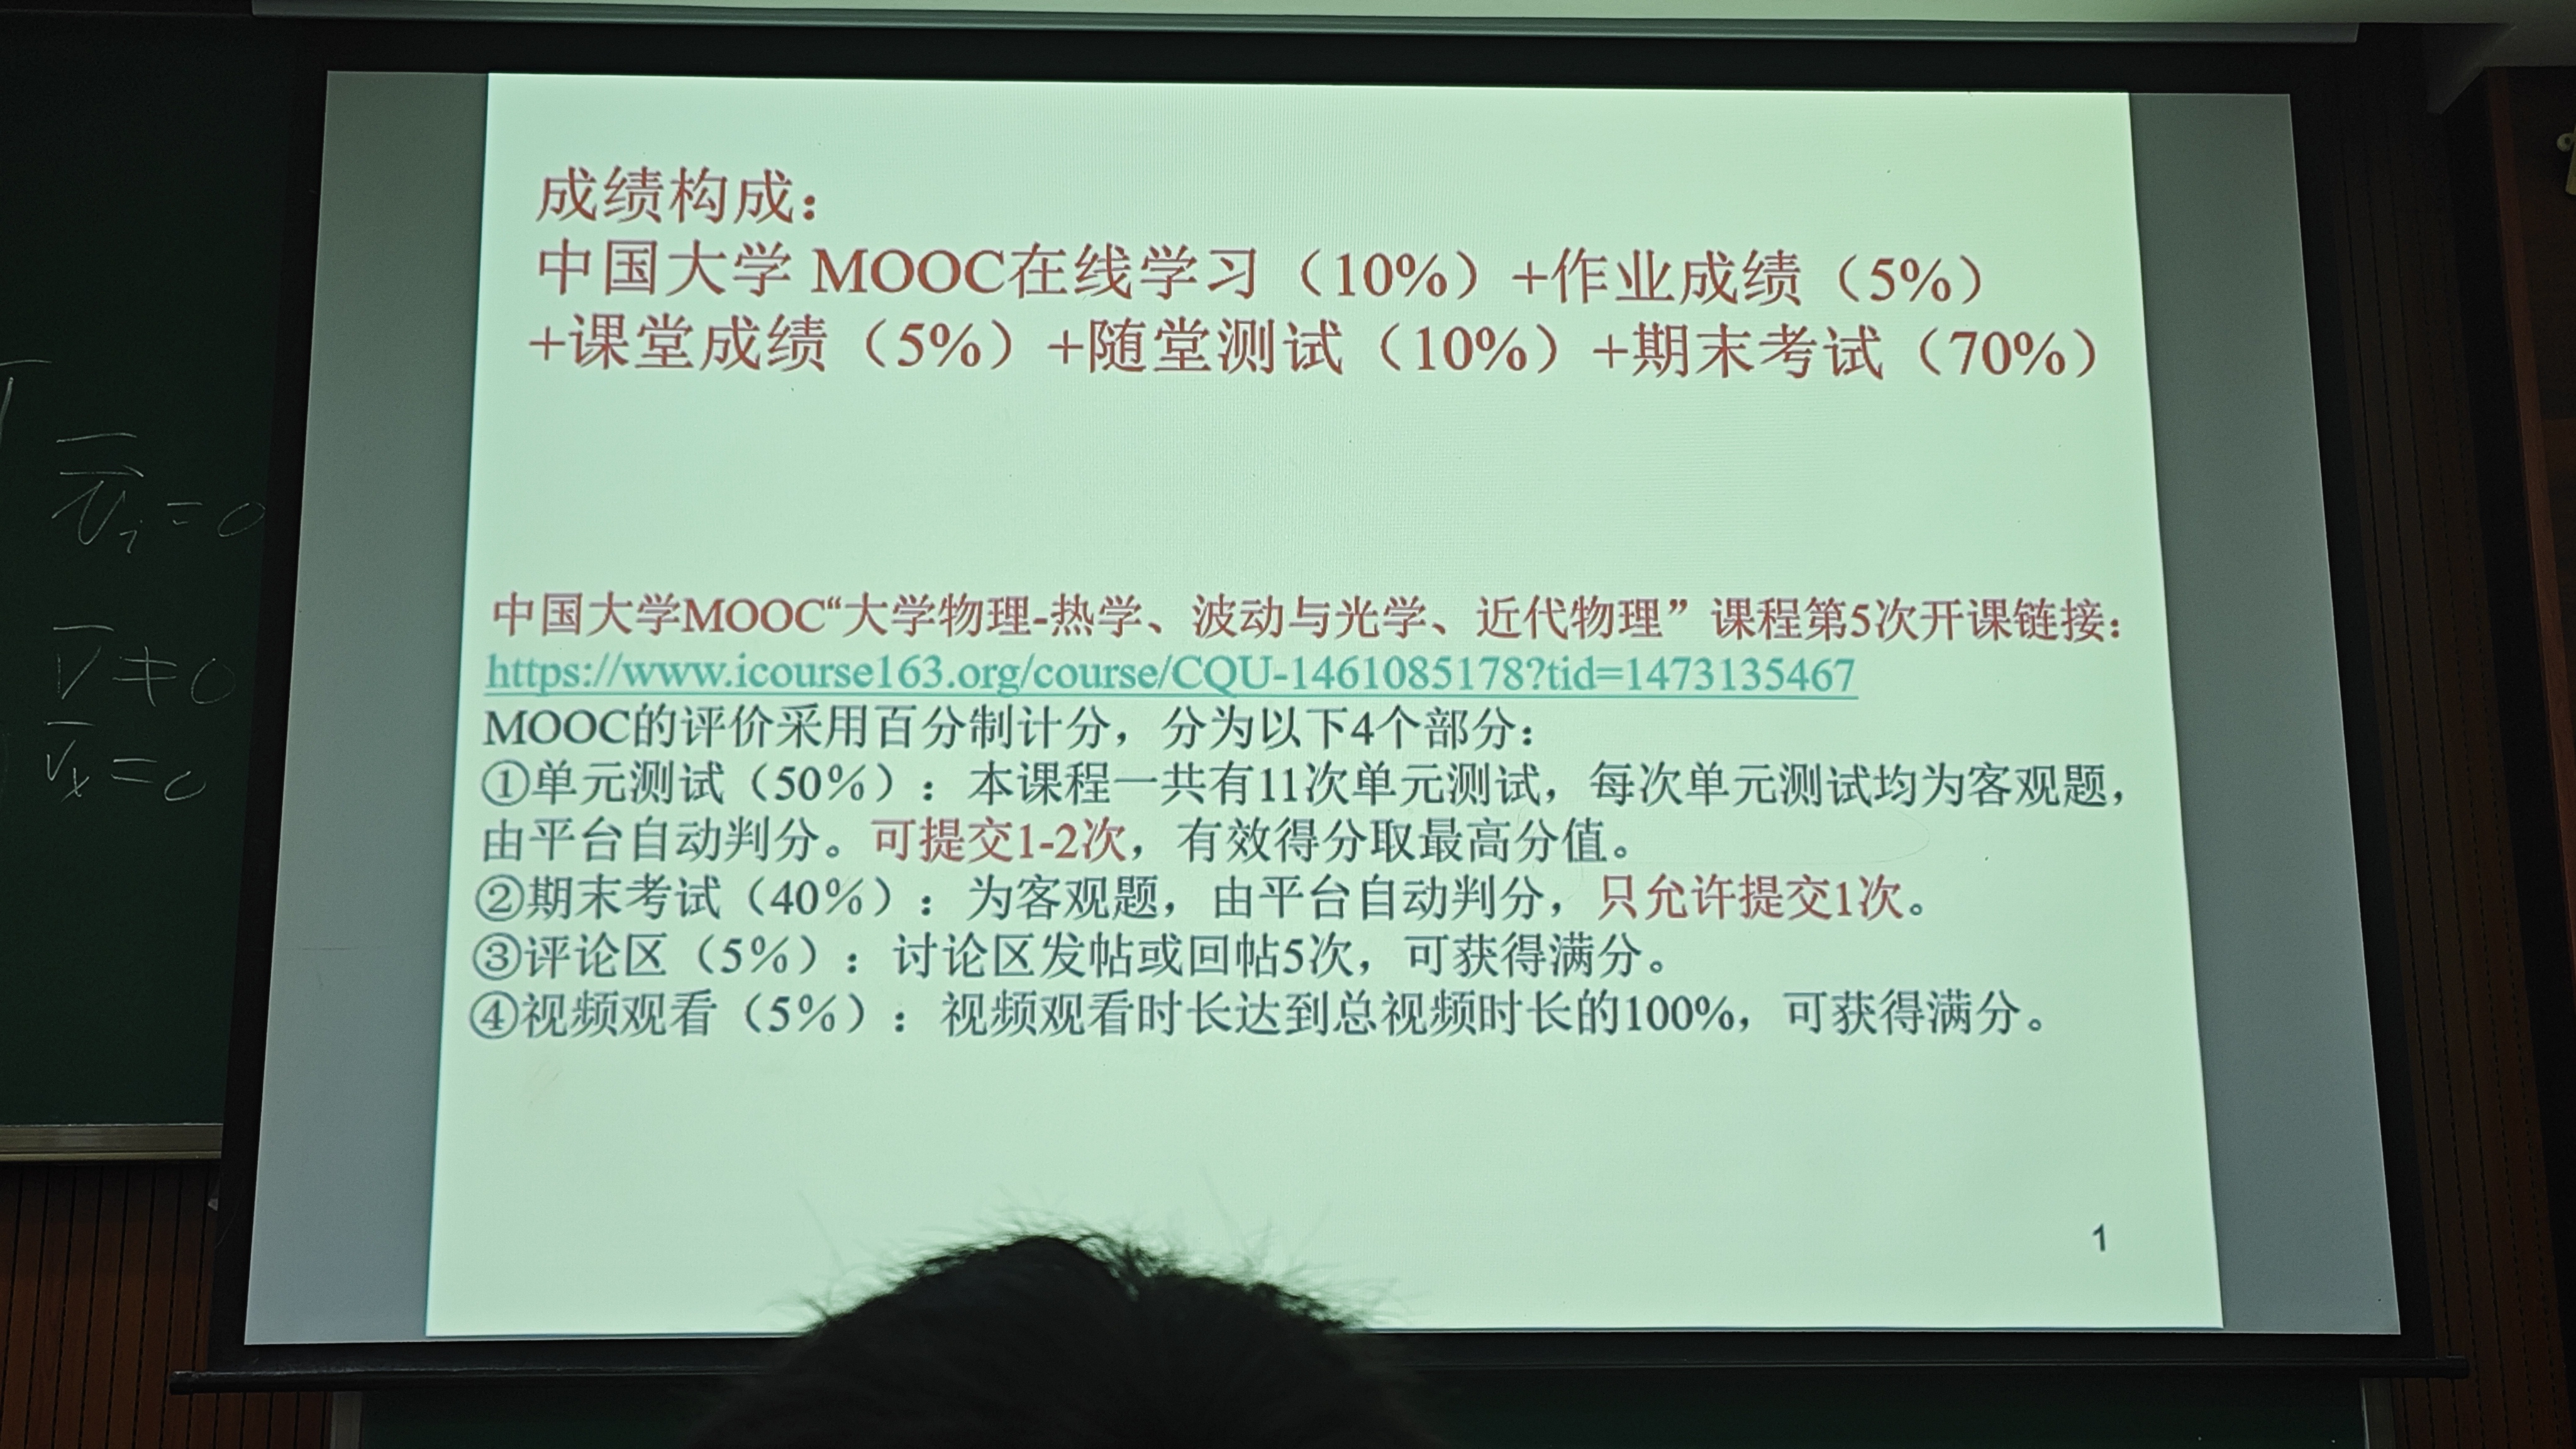 成绩构成：
中国大学 MOOC在线学习（10%）+作业成绩（5%）
+课堂成绩（5%）+随堂测试（10%）+期末考试（70%）
中国大学MOOC“大学物理-热学、波动与光学、近代物理”课程第5次开课链接：
https://www.icourse163.org/course/CQU-1461085178?tid=1473135467
MOOC的评价采用百分制计分，分为以下4个部分：
①单元测试（50%）：本课程一共有11次单元测试，每次单元测试均为客观题，
由平台自动判分。可提交1-2次，有效得分取最高分值。
②期末考试（40%）：为客观题，由平台自动判分，只允许提交1次。
③评论区（5%）：讨论区发帖或回帖5次，可获得满分。
④视频观看（5%）：视频观看时长达到总视频时长的100%，可获得满分。
1
v̅ᵢ=0
v̅≠0
v̅ₓ=0